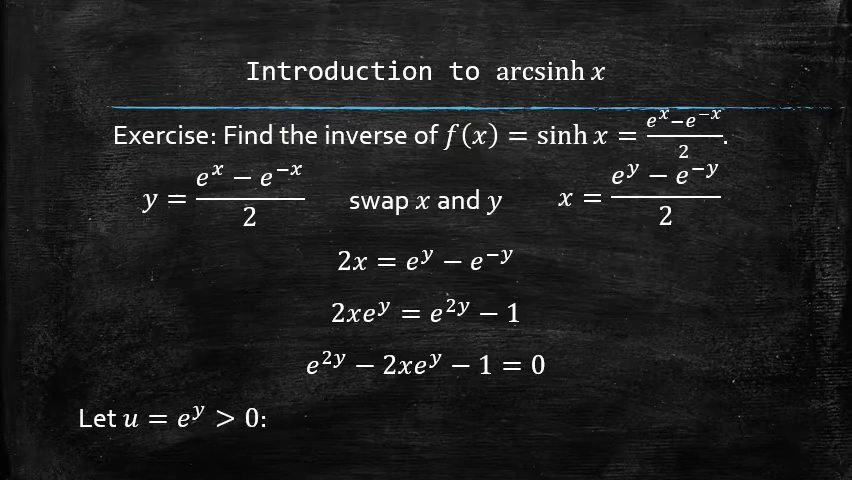 Introduction to arcsinh x
Exercise: Find the inverse of f(x) = sinh x = (e^x − e^−x)/2.
y = (e^x − e^−x)/2 swap x and y x = (e^y − e^−y)/2
2x = e^y − e^−y
2xe^y = e^2y − 1
e^2y − 2xe^y − 1 = 0
Let u = e^y > 0: